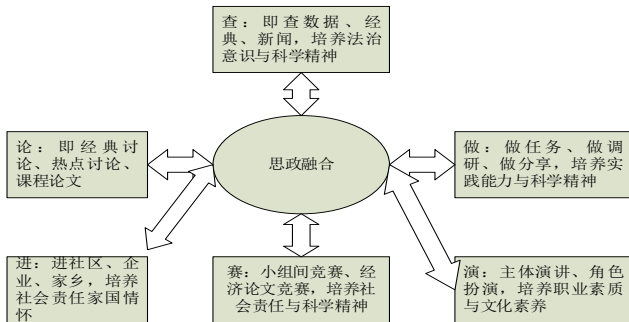 查：即查数据、经
典、新闻，培养法治
意识与科学精神
论：即经典讨
论、热点讨论、
课程论文
思政融合
做：做任务、做调
研、做分享，培养实
践能力与科学精神
进：进社区、企
业、家乡，培养
社会责任家国情
怀
赛：小组间竞赛、经
济论文竞赛，培养社
会责任与科学精神
演：主体演讲、角色
扮演，培养职业素质
与文化素养